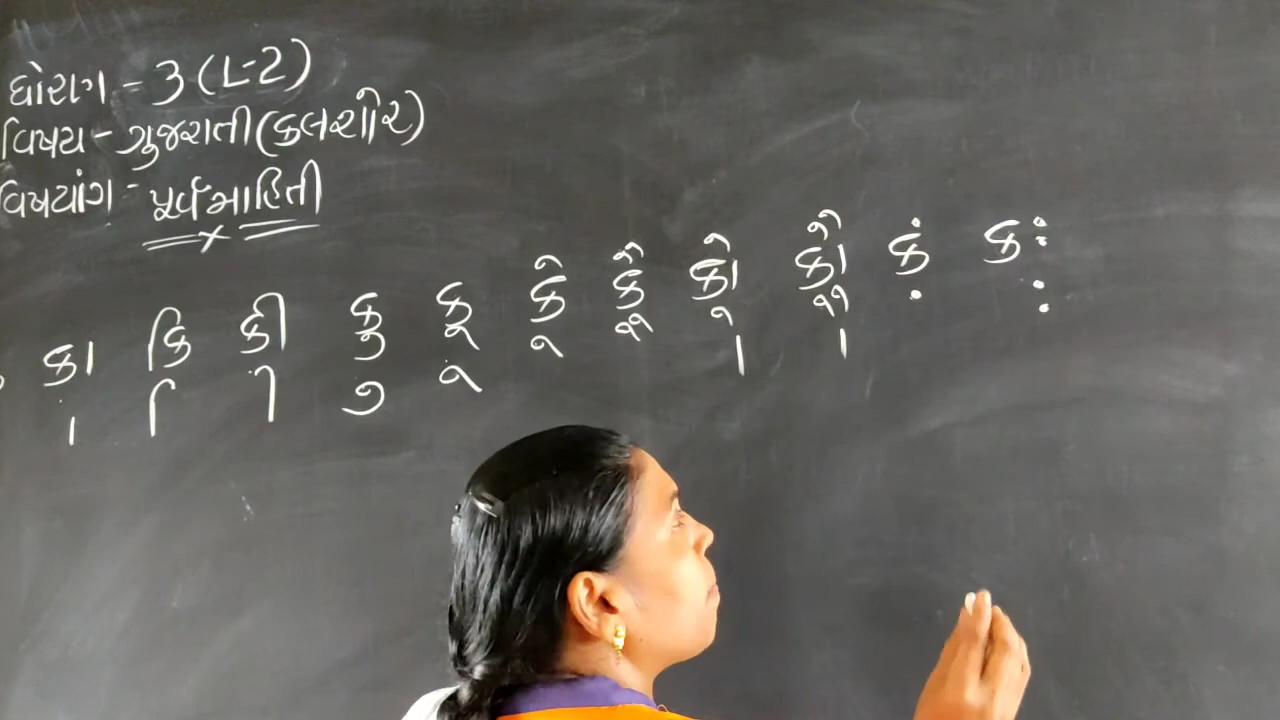 ધોરણ - 3 (L-2)
વિષય - ગુજરાતી (કલશોર)
વિષયાંગ - પૂર્વમાહિતી
કા કિ કી કુ કૂ કે કૈ કો કૌ કં કઃ
ા િ ી ુ ૂ ે ૈ ો ૌ ં ઃ